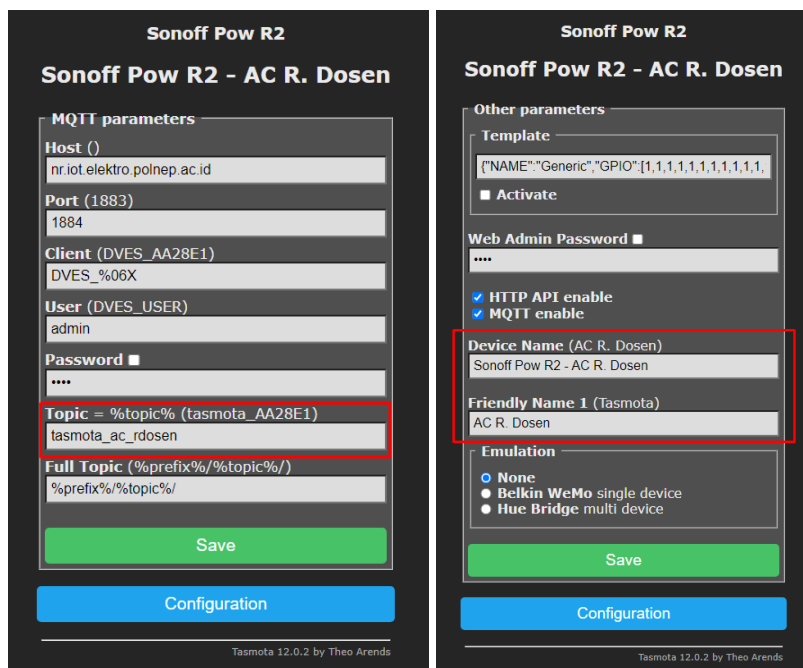 Sonoff Pow R2
Sonoff Pow R2 - AC R. Dosen
MQTT parameters
Host ()
nr.iot.elektro.polnep.ac.id
Port (1883)
1884
Client (DVES_AA28E1)
DVES_%06X
User (DVES_USER)
admin
Password
••••
Topic = %topic% (tasmota_AA28E1)
tasmota_ac_rdosen
Full Topic (%prefix%/%topic%/)
%prefix%/%topic%/
Save
Configuration
Tasmota 12.0.2 by Theo Arends
Sonoff Pow R2
Sonoff Pow R2 - AC R. Dosen
Other parameters
Template
{"NAME":"Generic","GPIO":[1,1,1,1,1,1,1,1,1,1,1,
Activate
Web Admin Password
••••
HTTP API enable
MQTT enable
Device Name (AC R. Dosen)
Sonoff Pow R2 - AC R. Dosen
Friendly Name 1 (Tasmota)
AC R. Dosen
Emulation
None
Belkin WeMo single device
Hue Bridge multi device
Save
Configuration
Tasmota 12.0.2 by Theo Arends